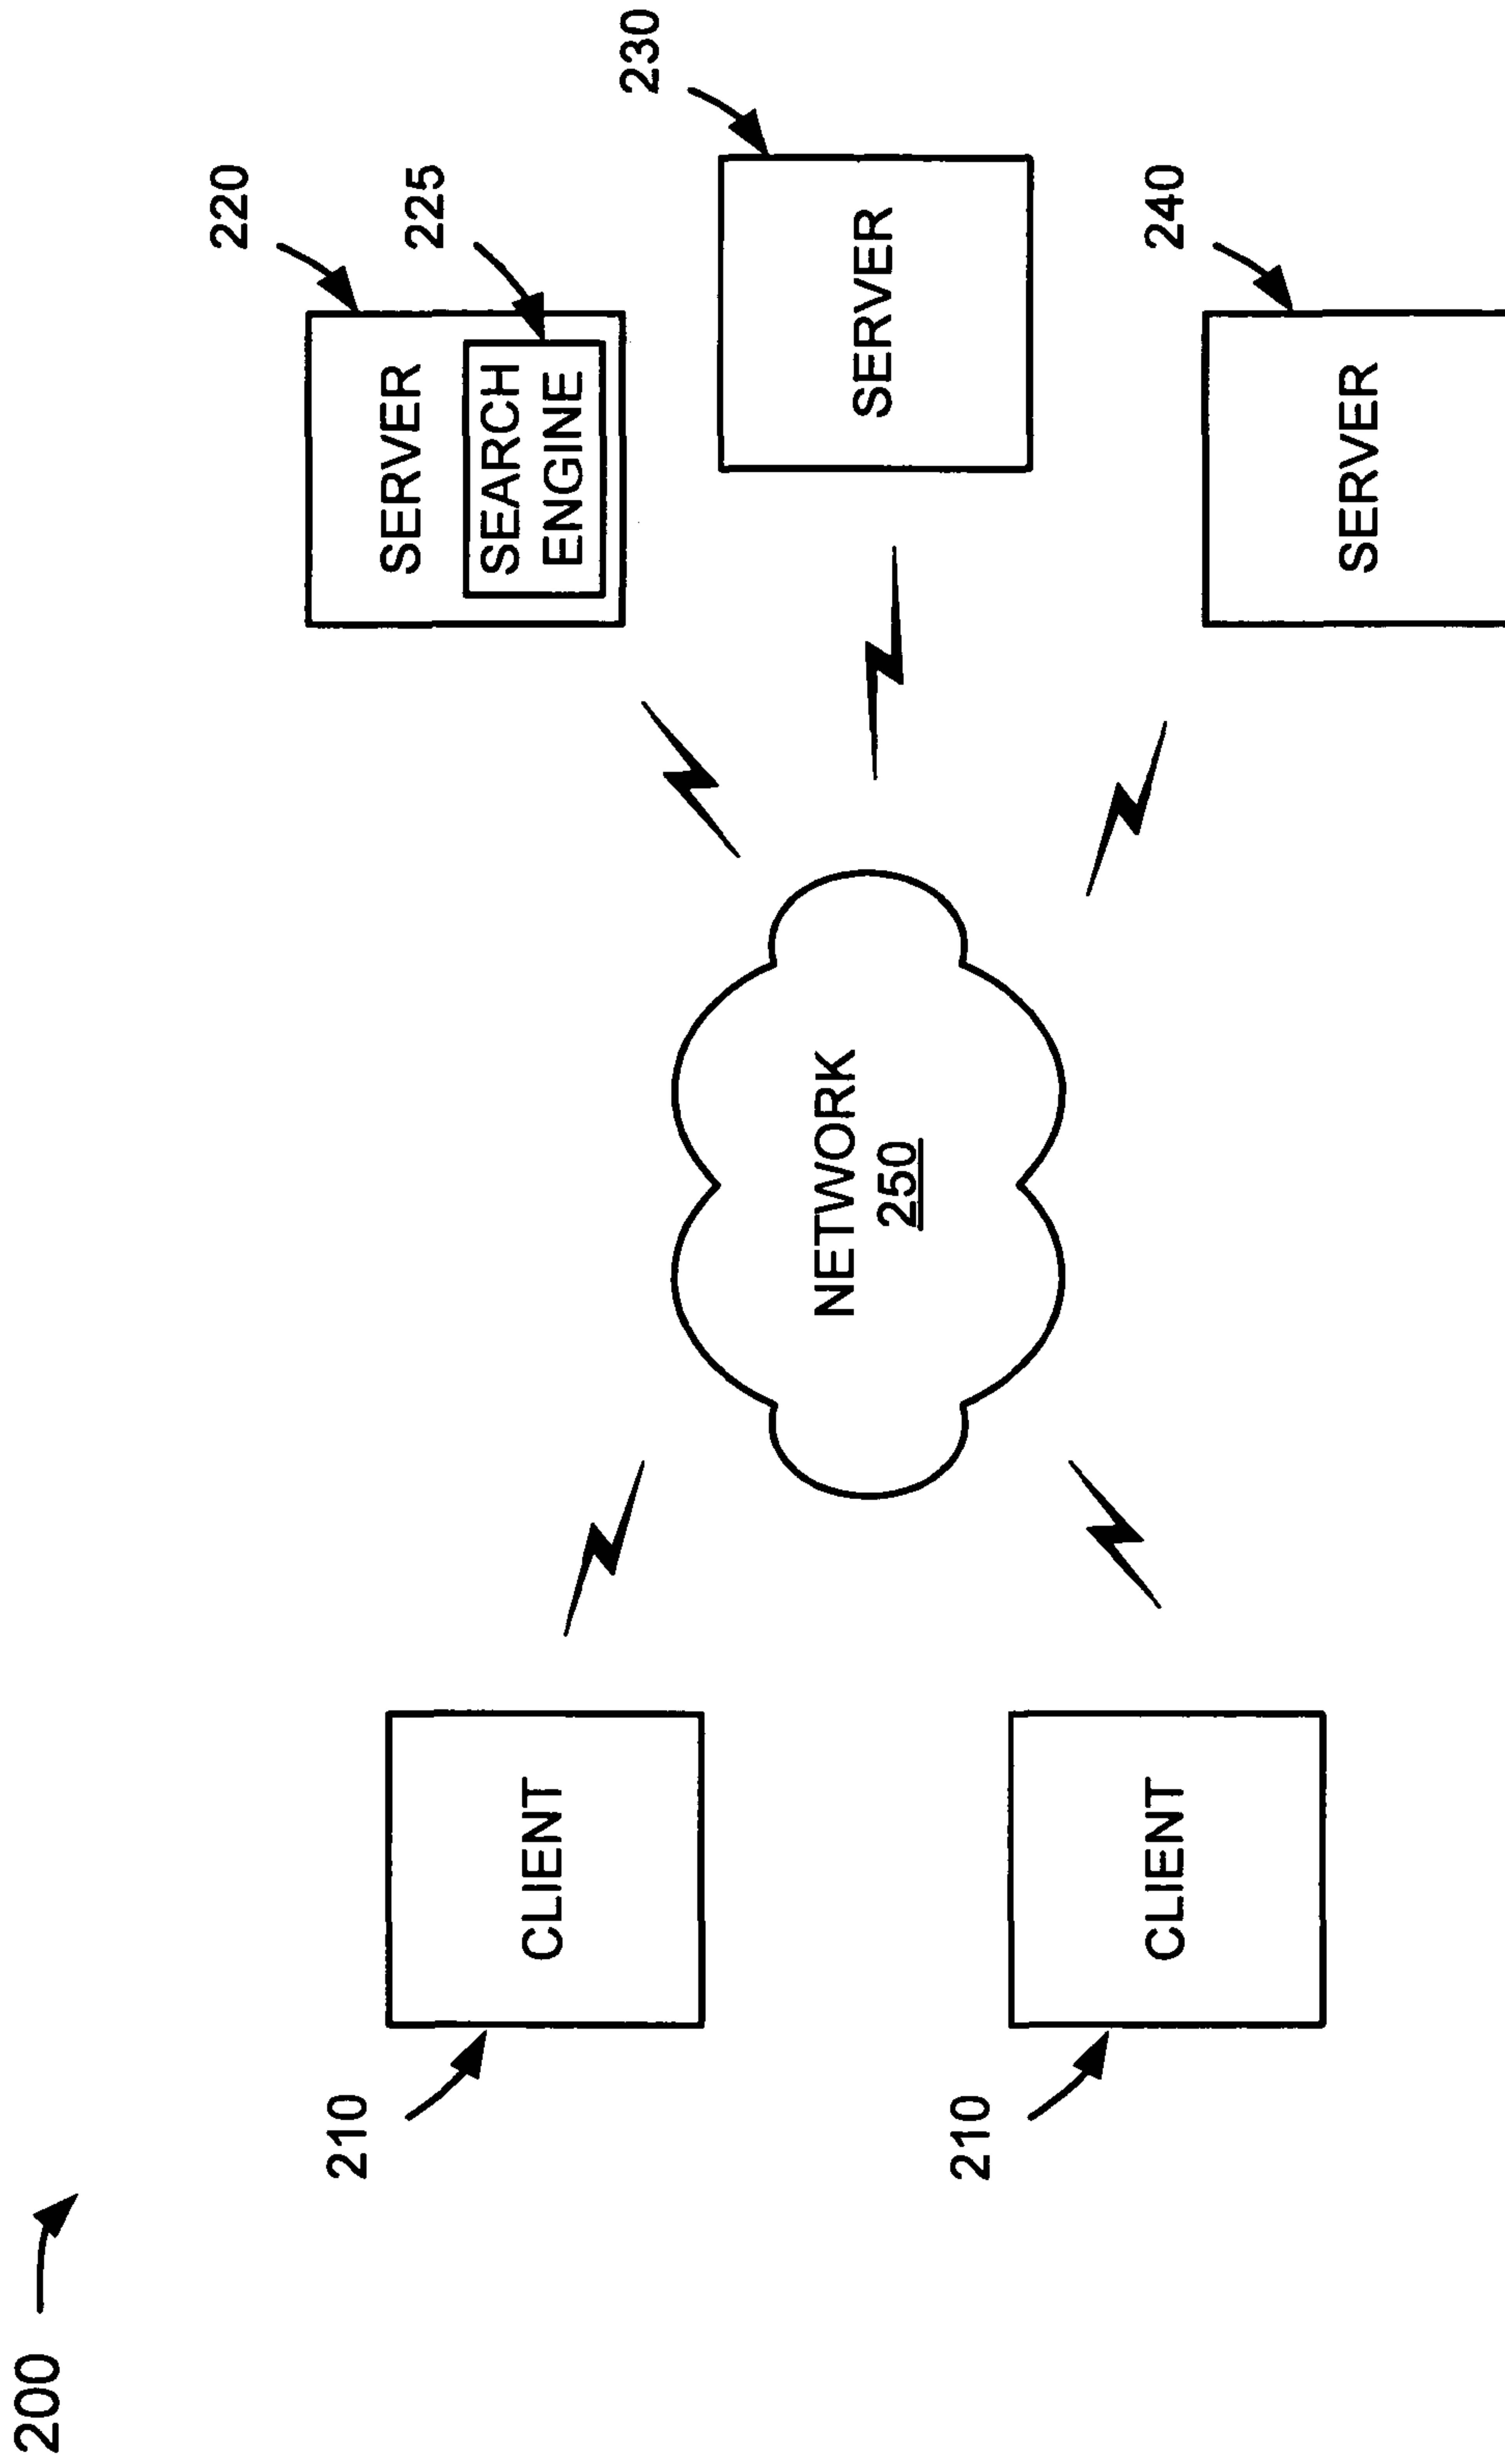 200
220
225
SERVER
SEARCH
ENGINE
210
CLIENT
230
SERVER
NETWORK
250
210
CLIENT
240
SERVER